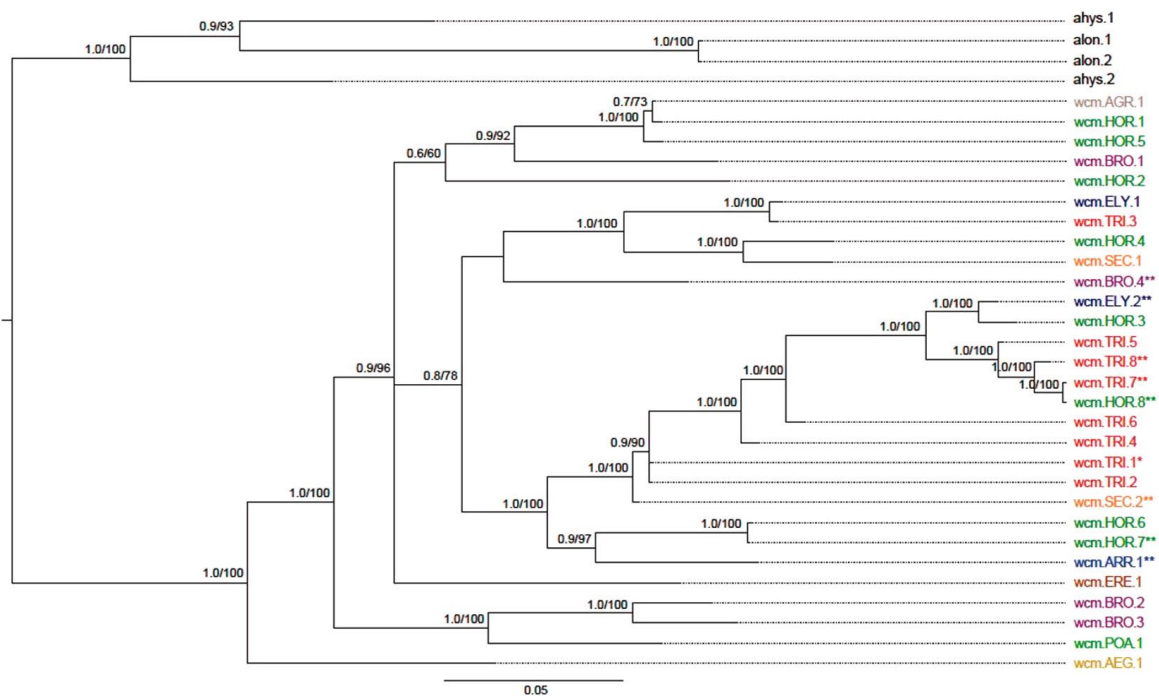 ahys.1
0.9/93
alon.1
1.0/100
1.0/100
alon.2
ahys.2
0.7/73
wcm.AGR.1
1.0/100
wcm.HOR.1
0.9/92
wcm.HOR.5
0.6/60
wcm.BRO.1
wcm.HOR.2
1.0/100
wcm.ELY.1
1.0/100
wcm.TRI.3
1.0/100
wcm.HOR.4
wcm.SEC.1
wcm.BRO.4**
1.0/100
wcm.ELY.2**
1.0/100
wcm.HOR.3
1.0/100
wcm.TRI.5
1.0/100
1.0/100
wcm.TRI.8**
0.9/96
0.8/78
1.0/100
wcm.TRI.7**
1.0/100
wcm.HOR.8**
wcm.TRI.6
0.9/90
wcm.TRI.4
1.0/100
wcm.TRI.1*
wcm.TRI.2
1.0/100
1.0/100
wcm.SEC.2**
1.0/100
wcm.HOR.6
0.9/97
wcm.HOR.7**
wcm.ARR.1**
1.0/100
wcm.ERE.1
1.0/100
wcm.BRO.2
1.0/100
wcm.BRO.3
wcm.POA.1
wcm.AEG.1
0.05